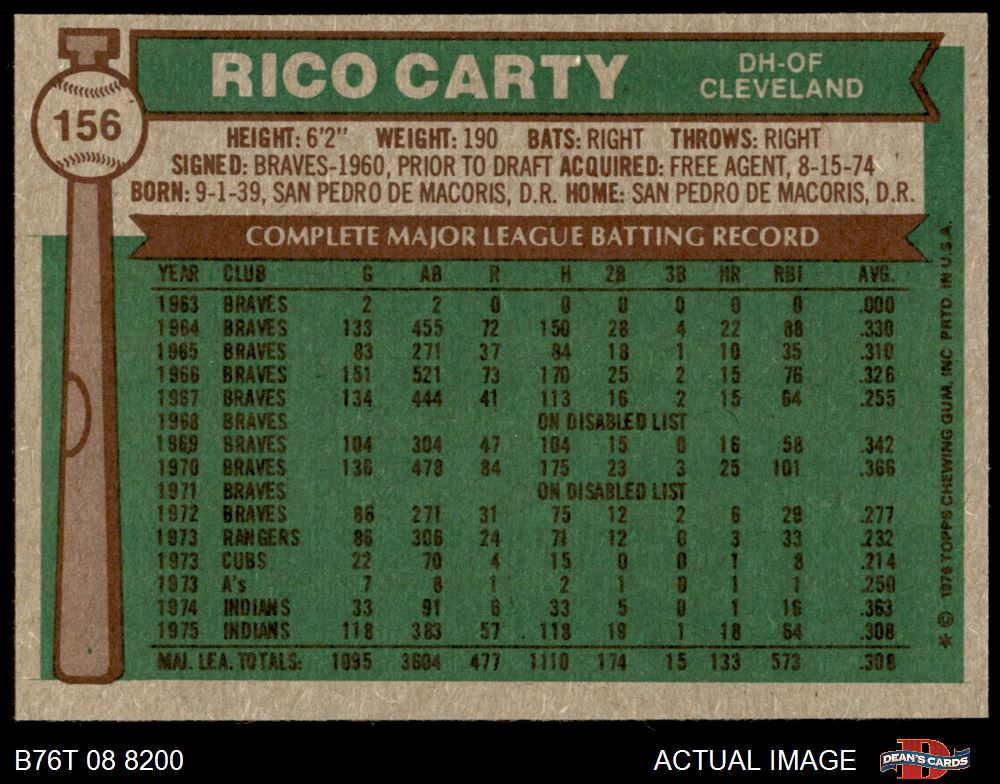 156
RICO CARTY
DH-OF
CLEVELAND
HEIGHT: 6'2" WEIGHT: 190 BATS: RIGHT THROWS: RIGHT
SIGNED: BRAVES-1960, PRIOR TO DRAFT ACQUIRED: FREE AGENT, 8-15-74
BORN: 9-1-39, SAN PEDRO DE MACORIS, D.R. HOME: SAN PEDRO DE MACORIS, D.R.
COMPLETE MAJOR LEAGUE BATTING RECORD
YEAR CLUB G AB R H 2B 3B HR RBI AVG.
1963 BRAVES 2 2 0 0 0 0 0 0 .000
1964 BRAVES 133 455 72 150 28 4 22 88 .330
1965 BRAVES 83 271 37 84 18 1 10 35 .310
1966 BRAVES 151 521 73 170 25 2 15 76 .326
1967 BRAVES 134 444 41 113 16 2 15 64 .255
1968 BRAVES ON DISABLED LIST
1969 BRAVES 104 304 47 104 15 0 16 58 .342
1970 BRAVES 136 478 84 175 23 3 25 101 .366
1971 BRAVES ON DISABLED LIST
1972 BRAVES 86 271 31 75 12 2 6 29 .277
1973 RANGERS 86 306 24 71 12 0 3 33 .232
1973 CUBS 22 70 4 15 0 0 1 8 .214
1973 A's 7 8 1 2 1 0 1 1 .250
1974 INDIANS 33 91 6 33 5 0 1 16 .363
1975 INDIANS 118 383 57 118 19 1 18 64 .308
MAJ. LEA. TOTALS: 1095 3604 477 1110 174 15 133 573 .308
* © 1976 TOPPS CHEWING GUM, INC PRTD. IN U.S.A.
B76T 08 8200
ACTUAL IMAGE
DEAN'S CARDS